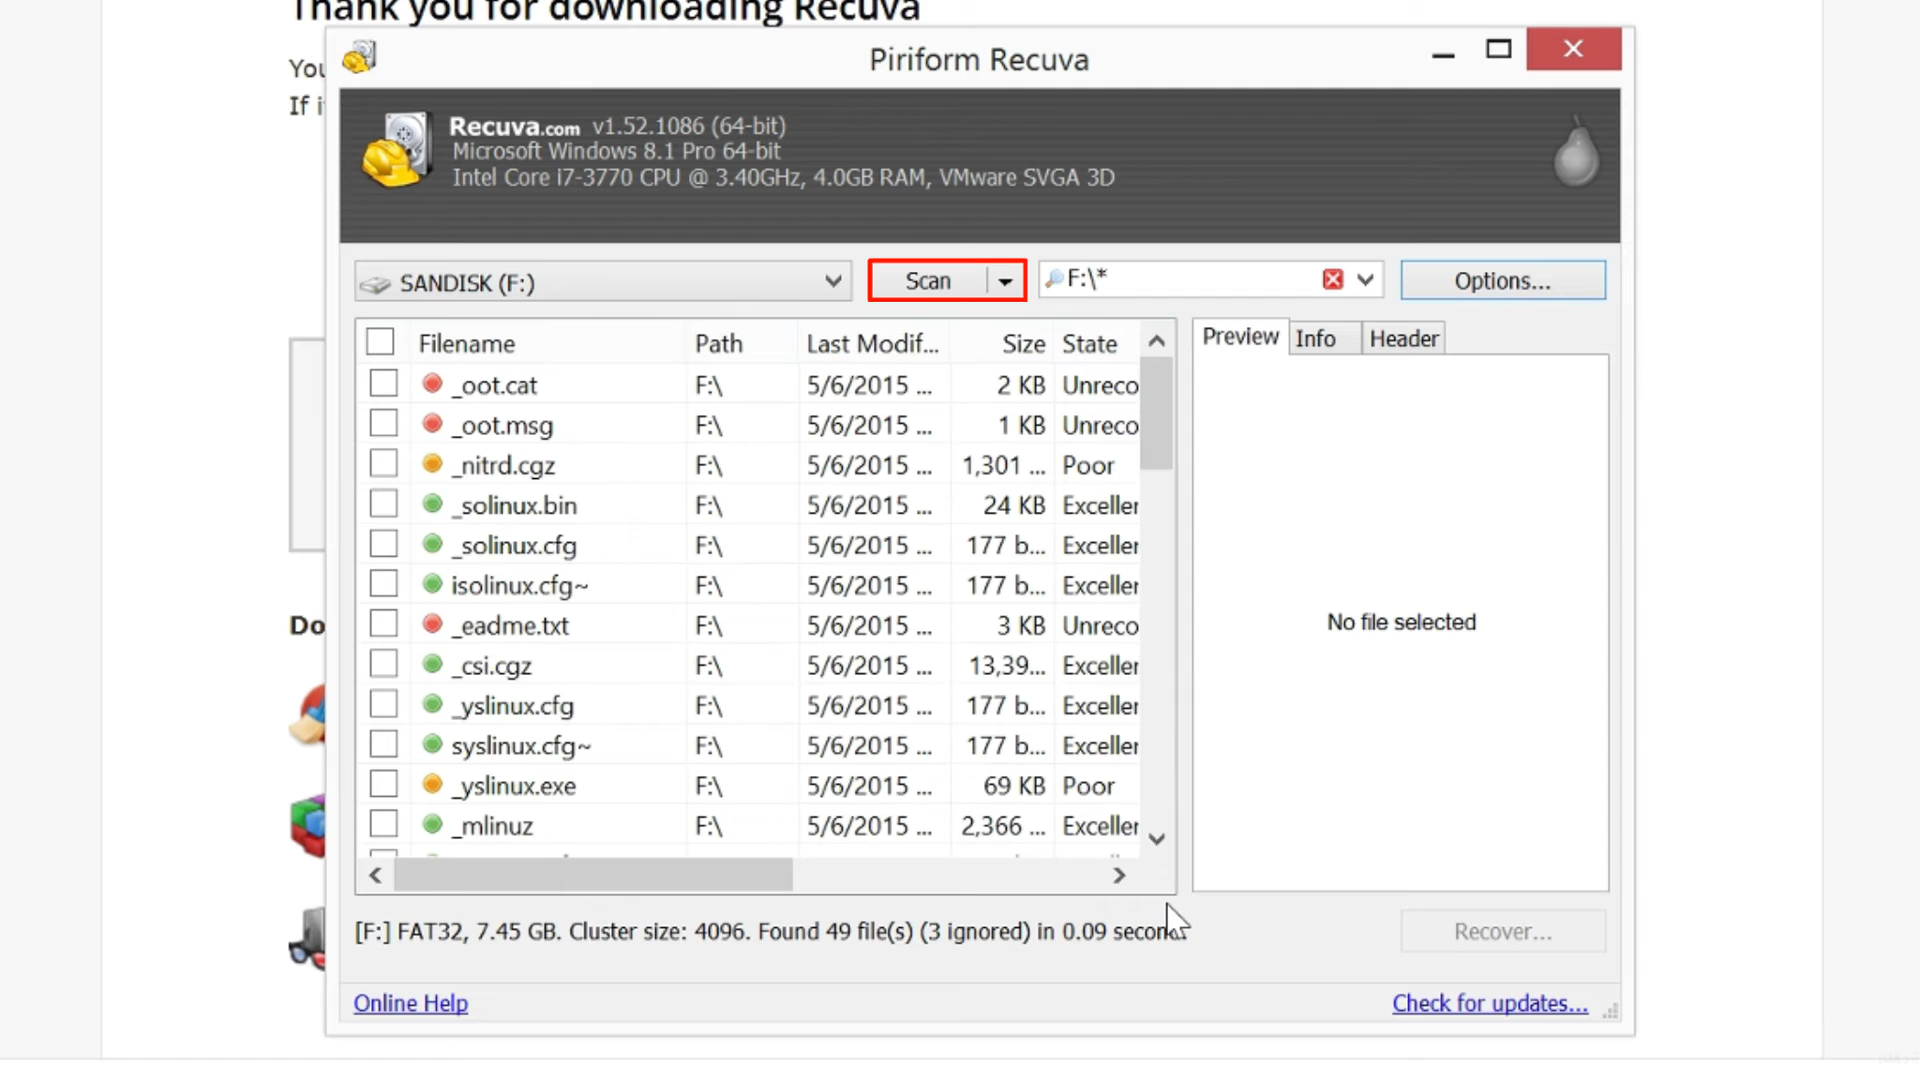 Thank you for downloading Recuva
You
If i
Piriform Recuva
Recuva.com v1.52.1086 (64-bit)
Microsoft Windows 8.1 Pro 64-bit
Intel Core i7-3770 CPU @ 3.40GHz, 4.0GB RAM, VMware SVGA 3D
SANDISK (F:) Scan F:\* Options...
Filename Path Last Modif... Size State Preview Info Header
_oot.cat F:\ 5/6/2015 ... 2 KB Unreco
_oot.msg F:\ 5/6/2015 ... 1 KB Unreco
_nitrd.cgz F:\ 5/6/2015 ... 1,301 ... Poor
_solinux.bin F:\ 5/6/2015 ... 24 KB Exceller
_solinux.cfg F:\ 5/6/2015 ... 177 b... Exceller
isolinux.cfg~ F:\ 5/6/2015 ... 177 b... Exceller
_eadme.txt F:\ 5/6/2015 ... 3 KB Unreco
_csi.cgz F:\ 5/6/2015 ... 13,39... Exceller
_yslinux.cfg F:\ 5/6/2015 ... 177 b... Exceller
syslinux.cfg~ F:\ 5/6/2015 ... 177 b... Exceller
_yslinux.exe F:\ 5/6/2015 ... 69 KB Poor
_mlinuz F:\ 5/6/2015 ... 2,366 ... Exceller
No file selected
Do
[F:] FAT32, 7.45 GB. Cluster size: 4096. Found 49 file(s) (3 ignored) in 0.09 seconds
Recover...
Online Help Check for updates...